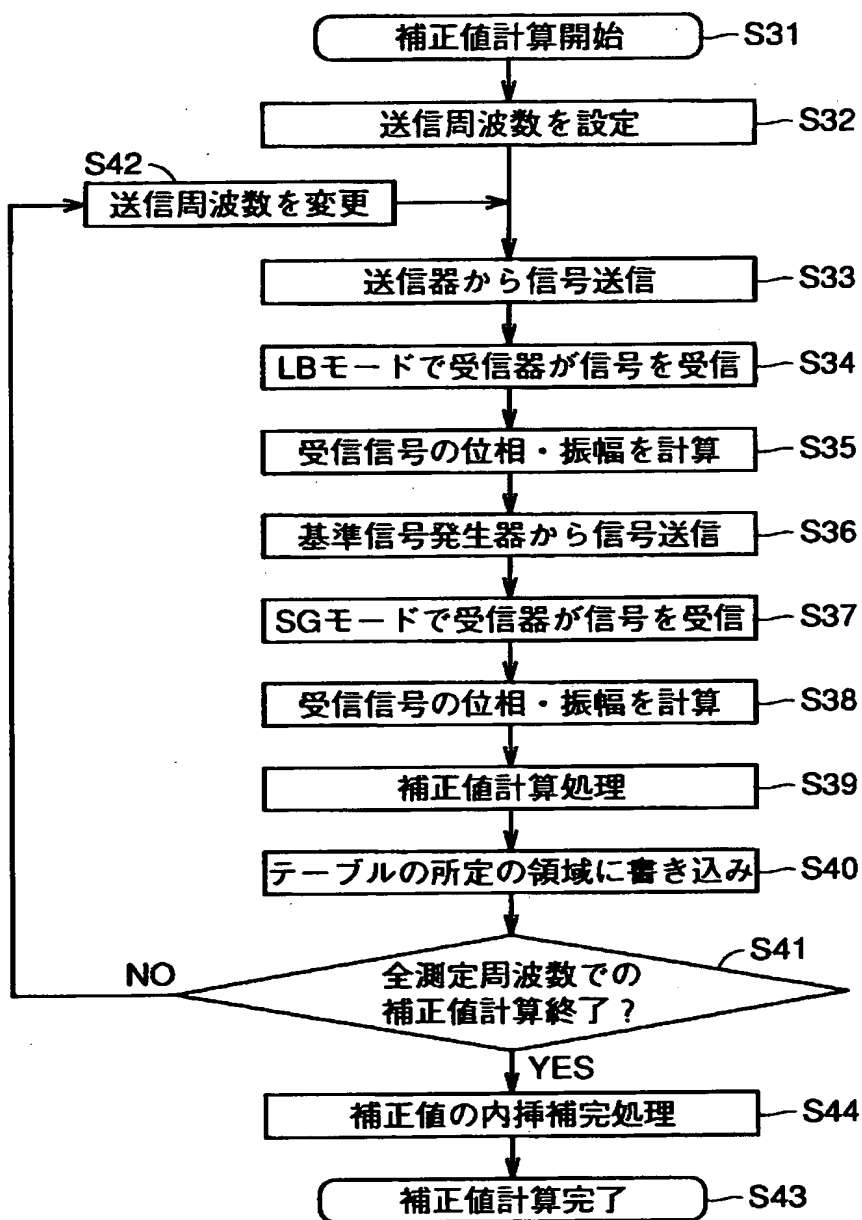 補正値計算開始 S31
送信周波数を設定 S32
S42
送信周波数を変更
送信器から信号送信 S33
LBモードで受信器が信号を受信 S34
受信信号の位相・振幅を計算 S35
基準信号発生器から信号送信 S36
SGモードで受信器が信号を受信 S37
受信信号の位相・振幅を計算 S38
補正値計算処理 S39
テーブルの所定の領域に書き込み S40
S41
NO
全測定周波数での
補正値計算終了？
YES
補正値の内挿補完処理 S44
補正値計算完了 S43